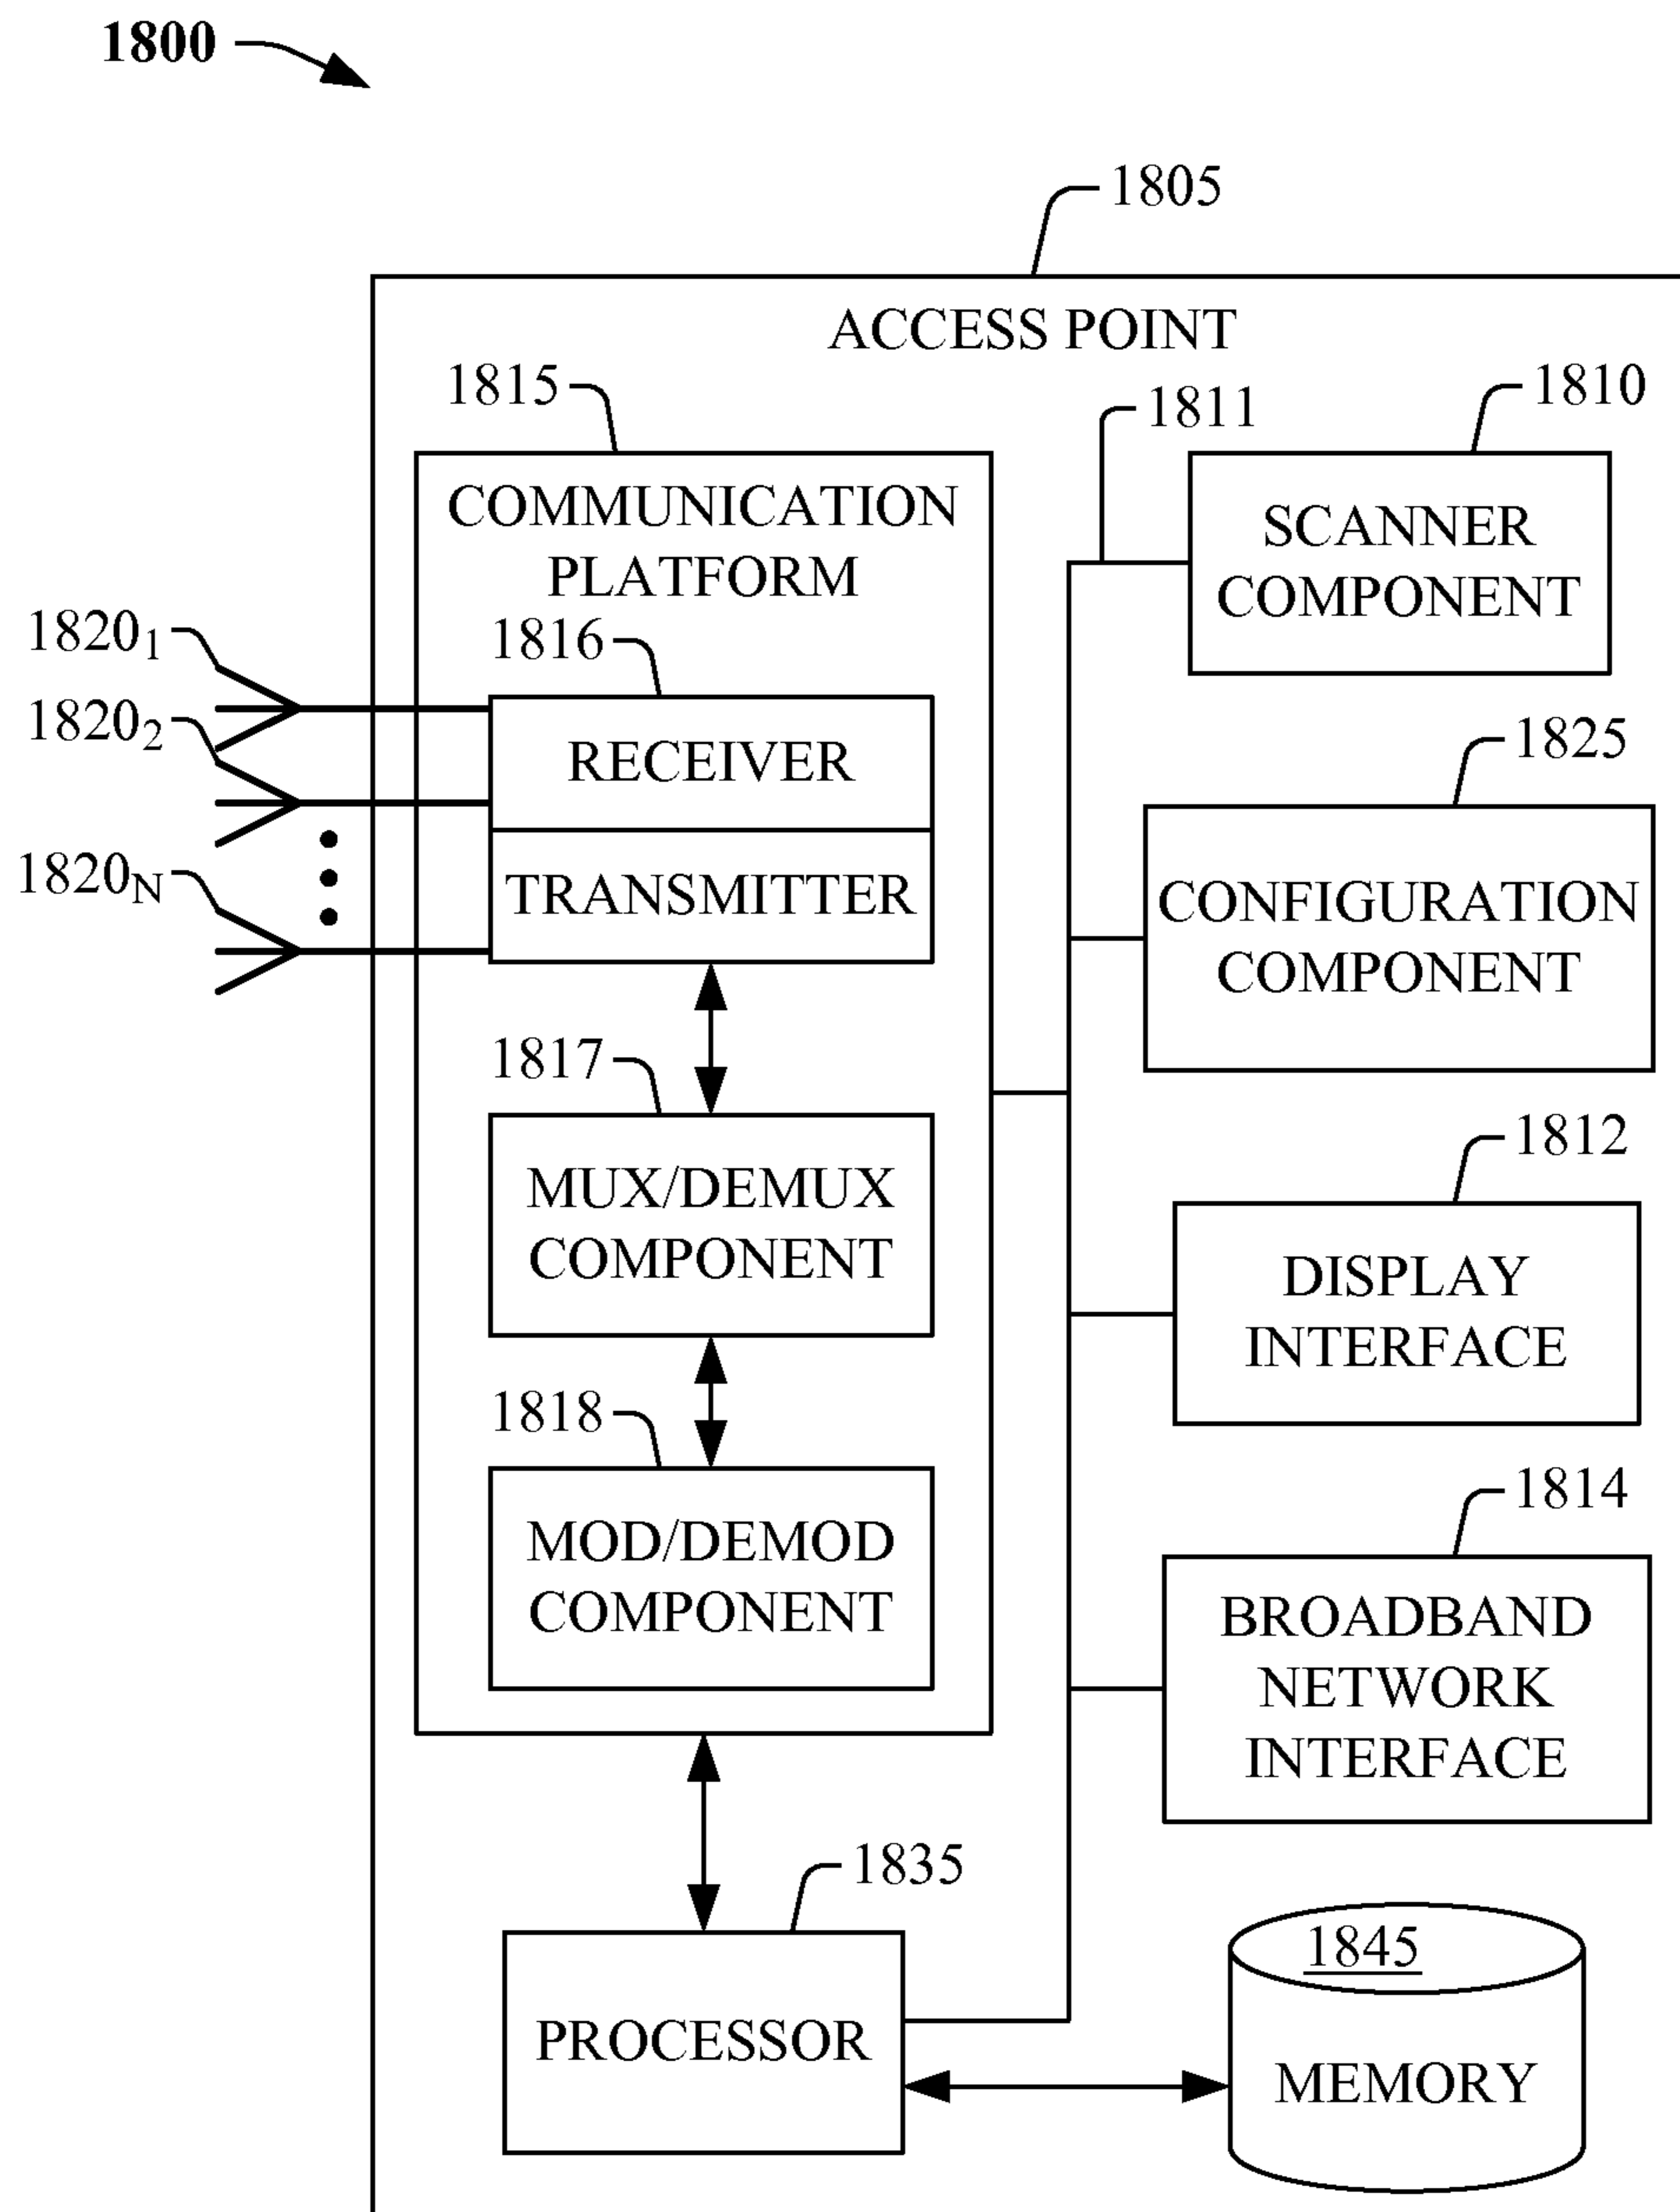 1800
1805
ACCESS POINT
1815
1811
1810
COMMUNICATION
PLATFORM
SCANNER
COMPONENT
1820₁
1816
1820₂
RECEIVER
1825
1820N
TRANSMITTER
CONFIGURATION
COMPONENT
1817
1812
MUX/DEMUX
COMPONENT
DISPLAY
INTERFACE
1818
1814
MOD/DEMOD
COMPONENT
BROADBAND
NETWORK
INTERFACE
1835
1845
PROCESSOR
MEMORY